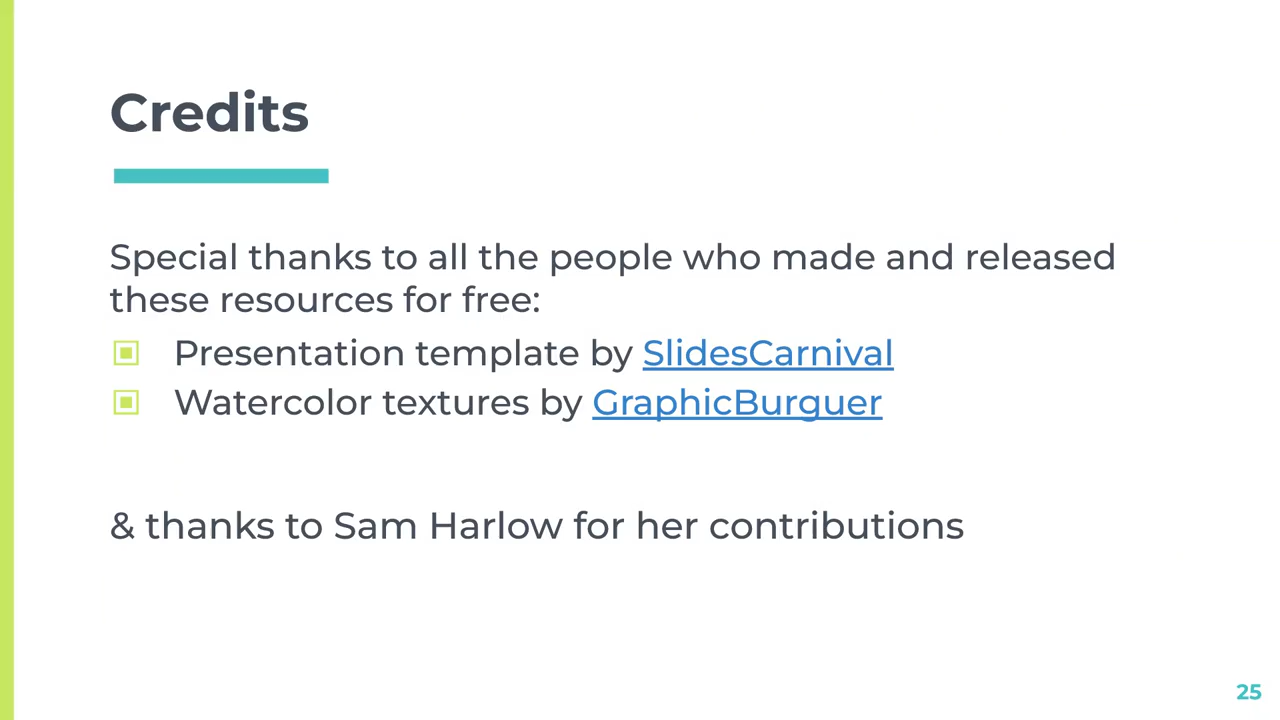 Credits
Special thanks to all the people who made and released
these resources for free:
Presentation template by SlidesCarnival
Watercolor textures by GraphicBurguer
& thanks to Sam Harlow for her contributions
25